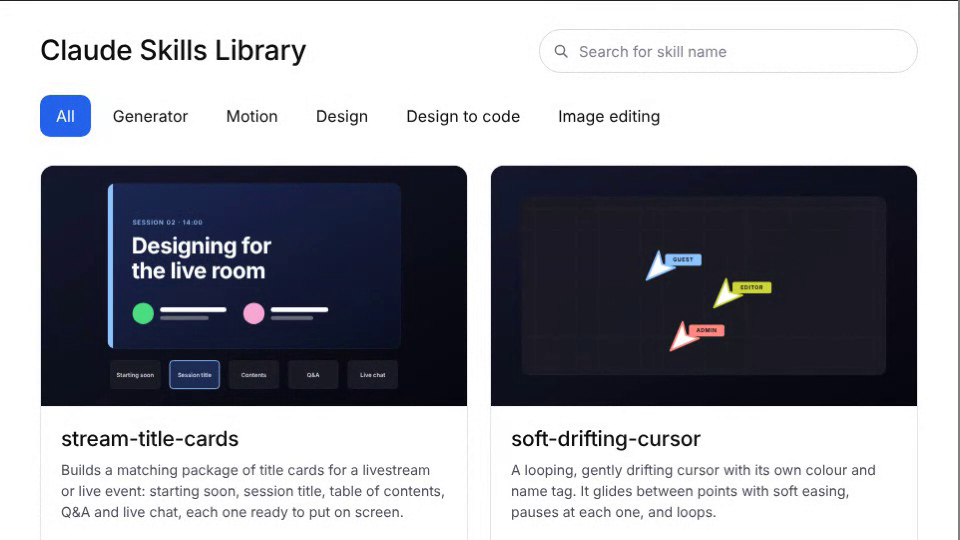 Claude Skills Library
Search for skill name
All
Generator
Motion
Design
Design to code
Image editing
SESSION 02 · 14:00
Designing for
the live room
Starting soon
Session title
Contents
Q&A
Live chat
GUEST
EDITOR
ADMIN
stream-title-cards
Builds a matching package of title cards for a livestream
or live event: starting soon, session title, table of contents,
Q&A and live chat, each one ready to put on screen.
soft-drifting-cursor
A looping, gently drifting cursor with its own colour and
name tag. It glides between points with soft easing,
pauses at each one, and loops.